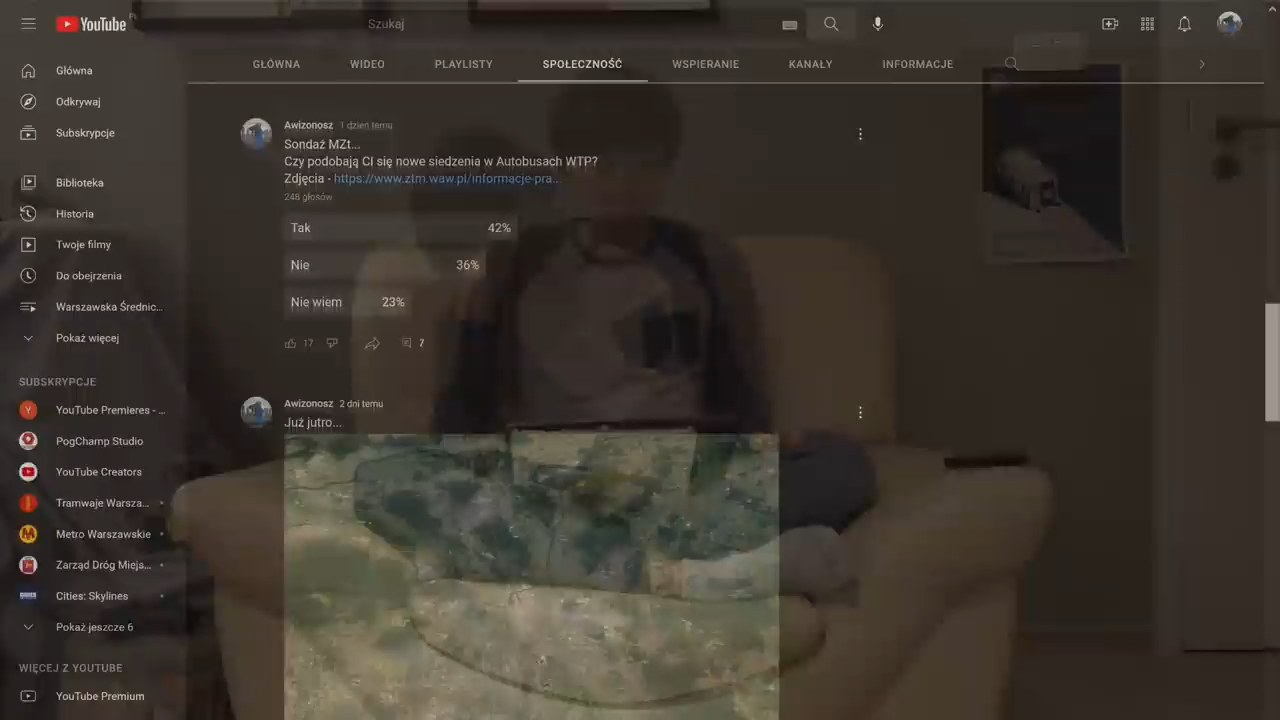 YouTube
PL
Szukaj
GŁÓWNA
WIDEO
PLAYLISTY
SPOŁECZNOŚĆ
WSPIERANIE
KANAŁY
INFORMACJE
Główna
Odkrywaj
Subskrypcje
Biblioteka
Historia
Twoje filmy
Do obejrzenia
Warszawska Średnic...
Pokaż więcej
SUBSKRYPCJE
YouTube Premieres - ...
PogChamp Studio
YouTube Creators
Tramwaje Warsza...
Metro Warszawskie
Zarząd Dróg Mieja...
Cities: Skylines
Pokaż jeszcze 6
WIĘCEJ Z YOUTUBE
YouTube Premium
Awizonosz 1 dzień temu
Sondaż MZt...
Czy podobają CI się nowe siedzenia w Autobusach WTP?
Zdjęcia - https://www.ztm.waw.pl/informacje-pra...
248 głosów
Tak 42%
Nie 36%
Nie wiem 23%
17 7
Awizonosz 2 dni temu
Już jutro...